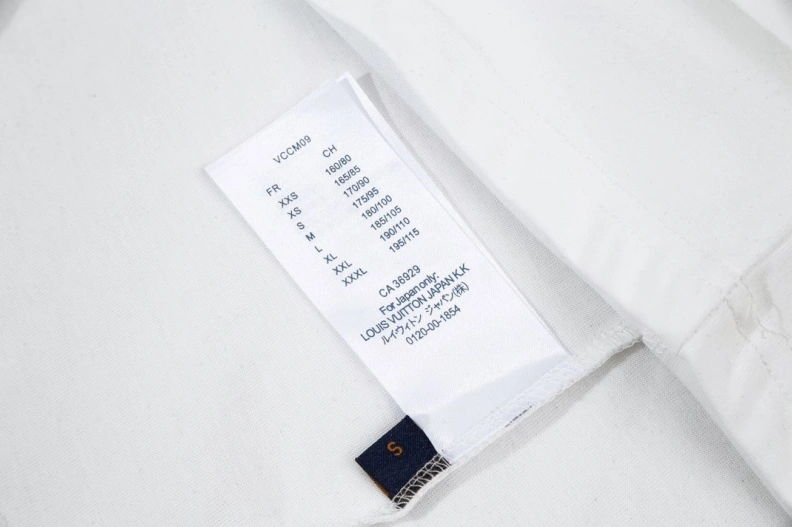 VCCM09
FR CH
XXS 160/80
XS 165/85
S 170/90
M 175/95
L 180/100
XL 185/105
XXL 190/110
XXXL 195/115
CA 36929
For Japan only:
LOUIS VUITTON JAPAN K.K
ルイ・ヴィトン ジャパン(株)
0120-00-1854
S